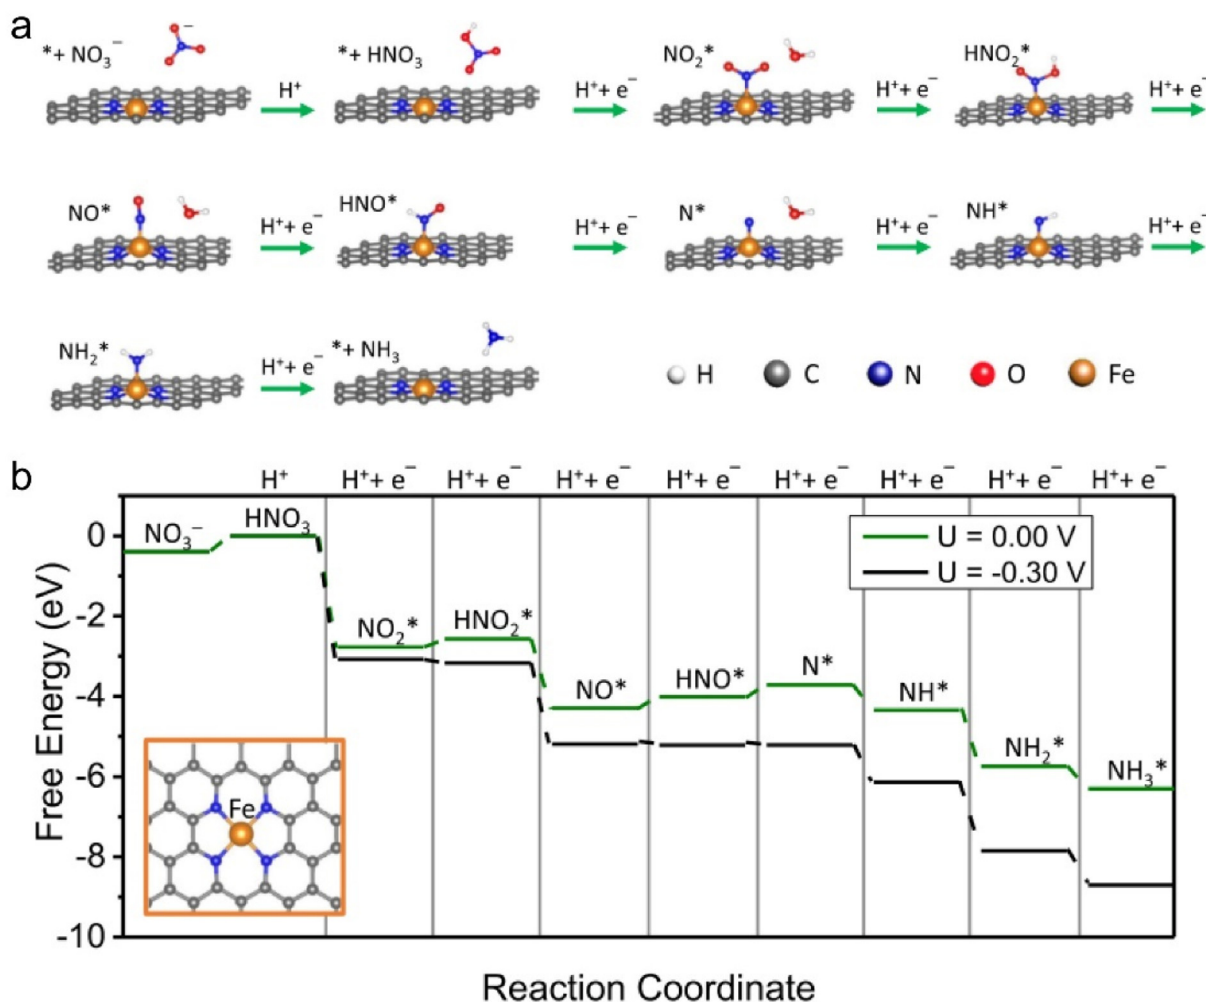 a
*+ NO₃⁻
H⁺
*+ HNO₃
H⁺+ e⁻
NO₂*
H⁺+ e⁻
HNO₂*
H⁺+ e⁻
NO*
H⁺+ e⁻
HNO*
H⁺+ e⁻
N*
H⁺+ e⁻
NH*
H⁺+ e⁻
NH₂*
H⁺+ e⁻
*+ NH₃
H C N O Fe
b
H⁺ H⁺+ e⁻ H⁺+ e⁻ H⁺+ e⁻ H⁺+ e⁻ H⁺+ e⁻ H⁺+ e⁻ H⁺+ e⁻ H⁺+ e⁻
Free Energy (eV)
0
-2
-4
-6
-8
-10
NO₃⁻
HNO₃
NO₂*
HNO₂*
NO*
HNO*
N*
NH*
NH₂*
NH₃*
U = 0.00 V
U = -0.30 V
Fe
Reaction Coordinate